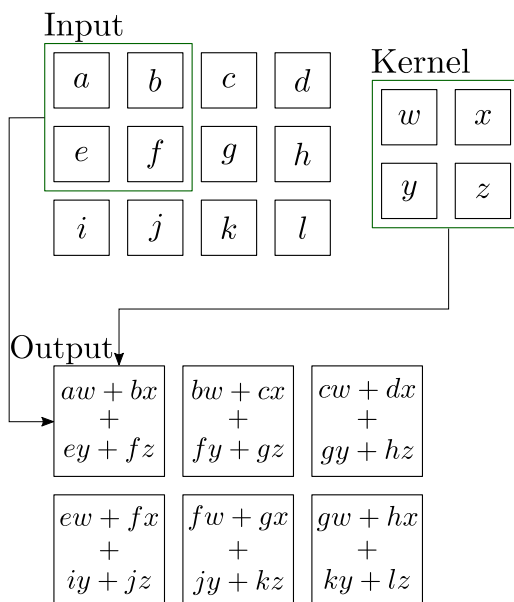 Input
a b c d
Kernel
w x
e f g h
y z
i j k l
Output
aw + bx
+
ey + fz
bw + cx
+
fy + gz
cw + dx
+
gy + hz
ew + fx
+
iy + jz
fw + gx
+
jy + kz
gw + hx
+
ky + lz